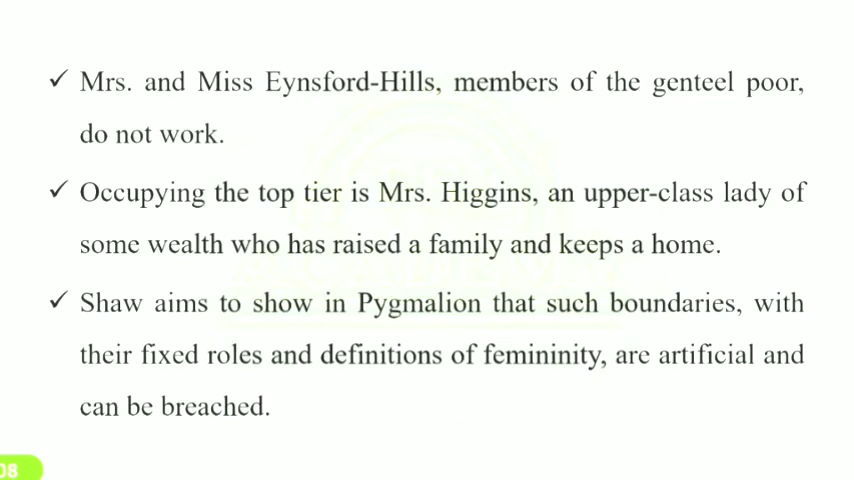 ✓ Mrs. and Miss Eynsford-Hills, members of the genteel poor,
do not work.
✓ Occupying the top tier is Mrs. Higgins, an upper-class lady of
some wealth who has raised a family and keeps a home.
✓ Shaw aims to show in Pygmalion that such boundaries, with
their fixed roles and definitions of femininity, are artificial and
can be breached.
08